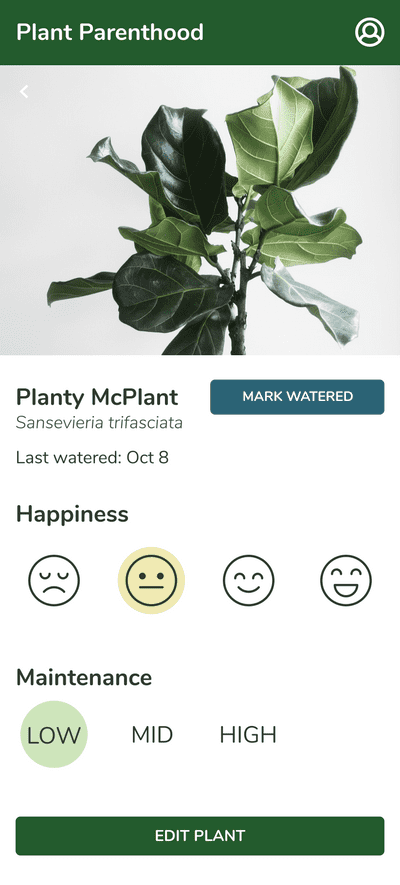 Plant Parenthood
Planty McPlant
MARK WATERED
Sansevieria trifasciata
Last watered: Oct 8
Happiness
Maintenance
LOW MID HIGH
EDIT PLANT